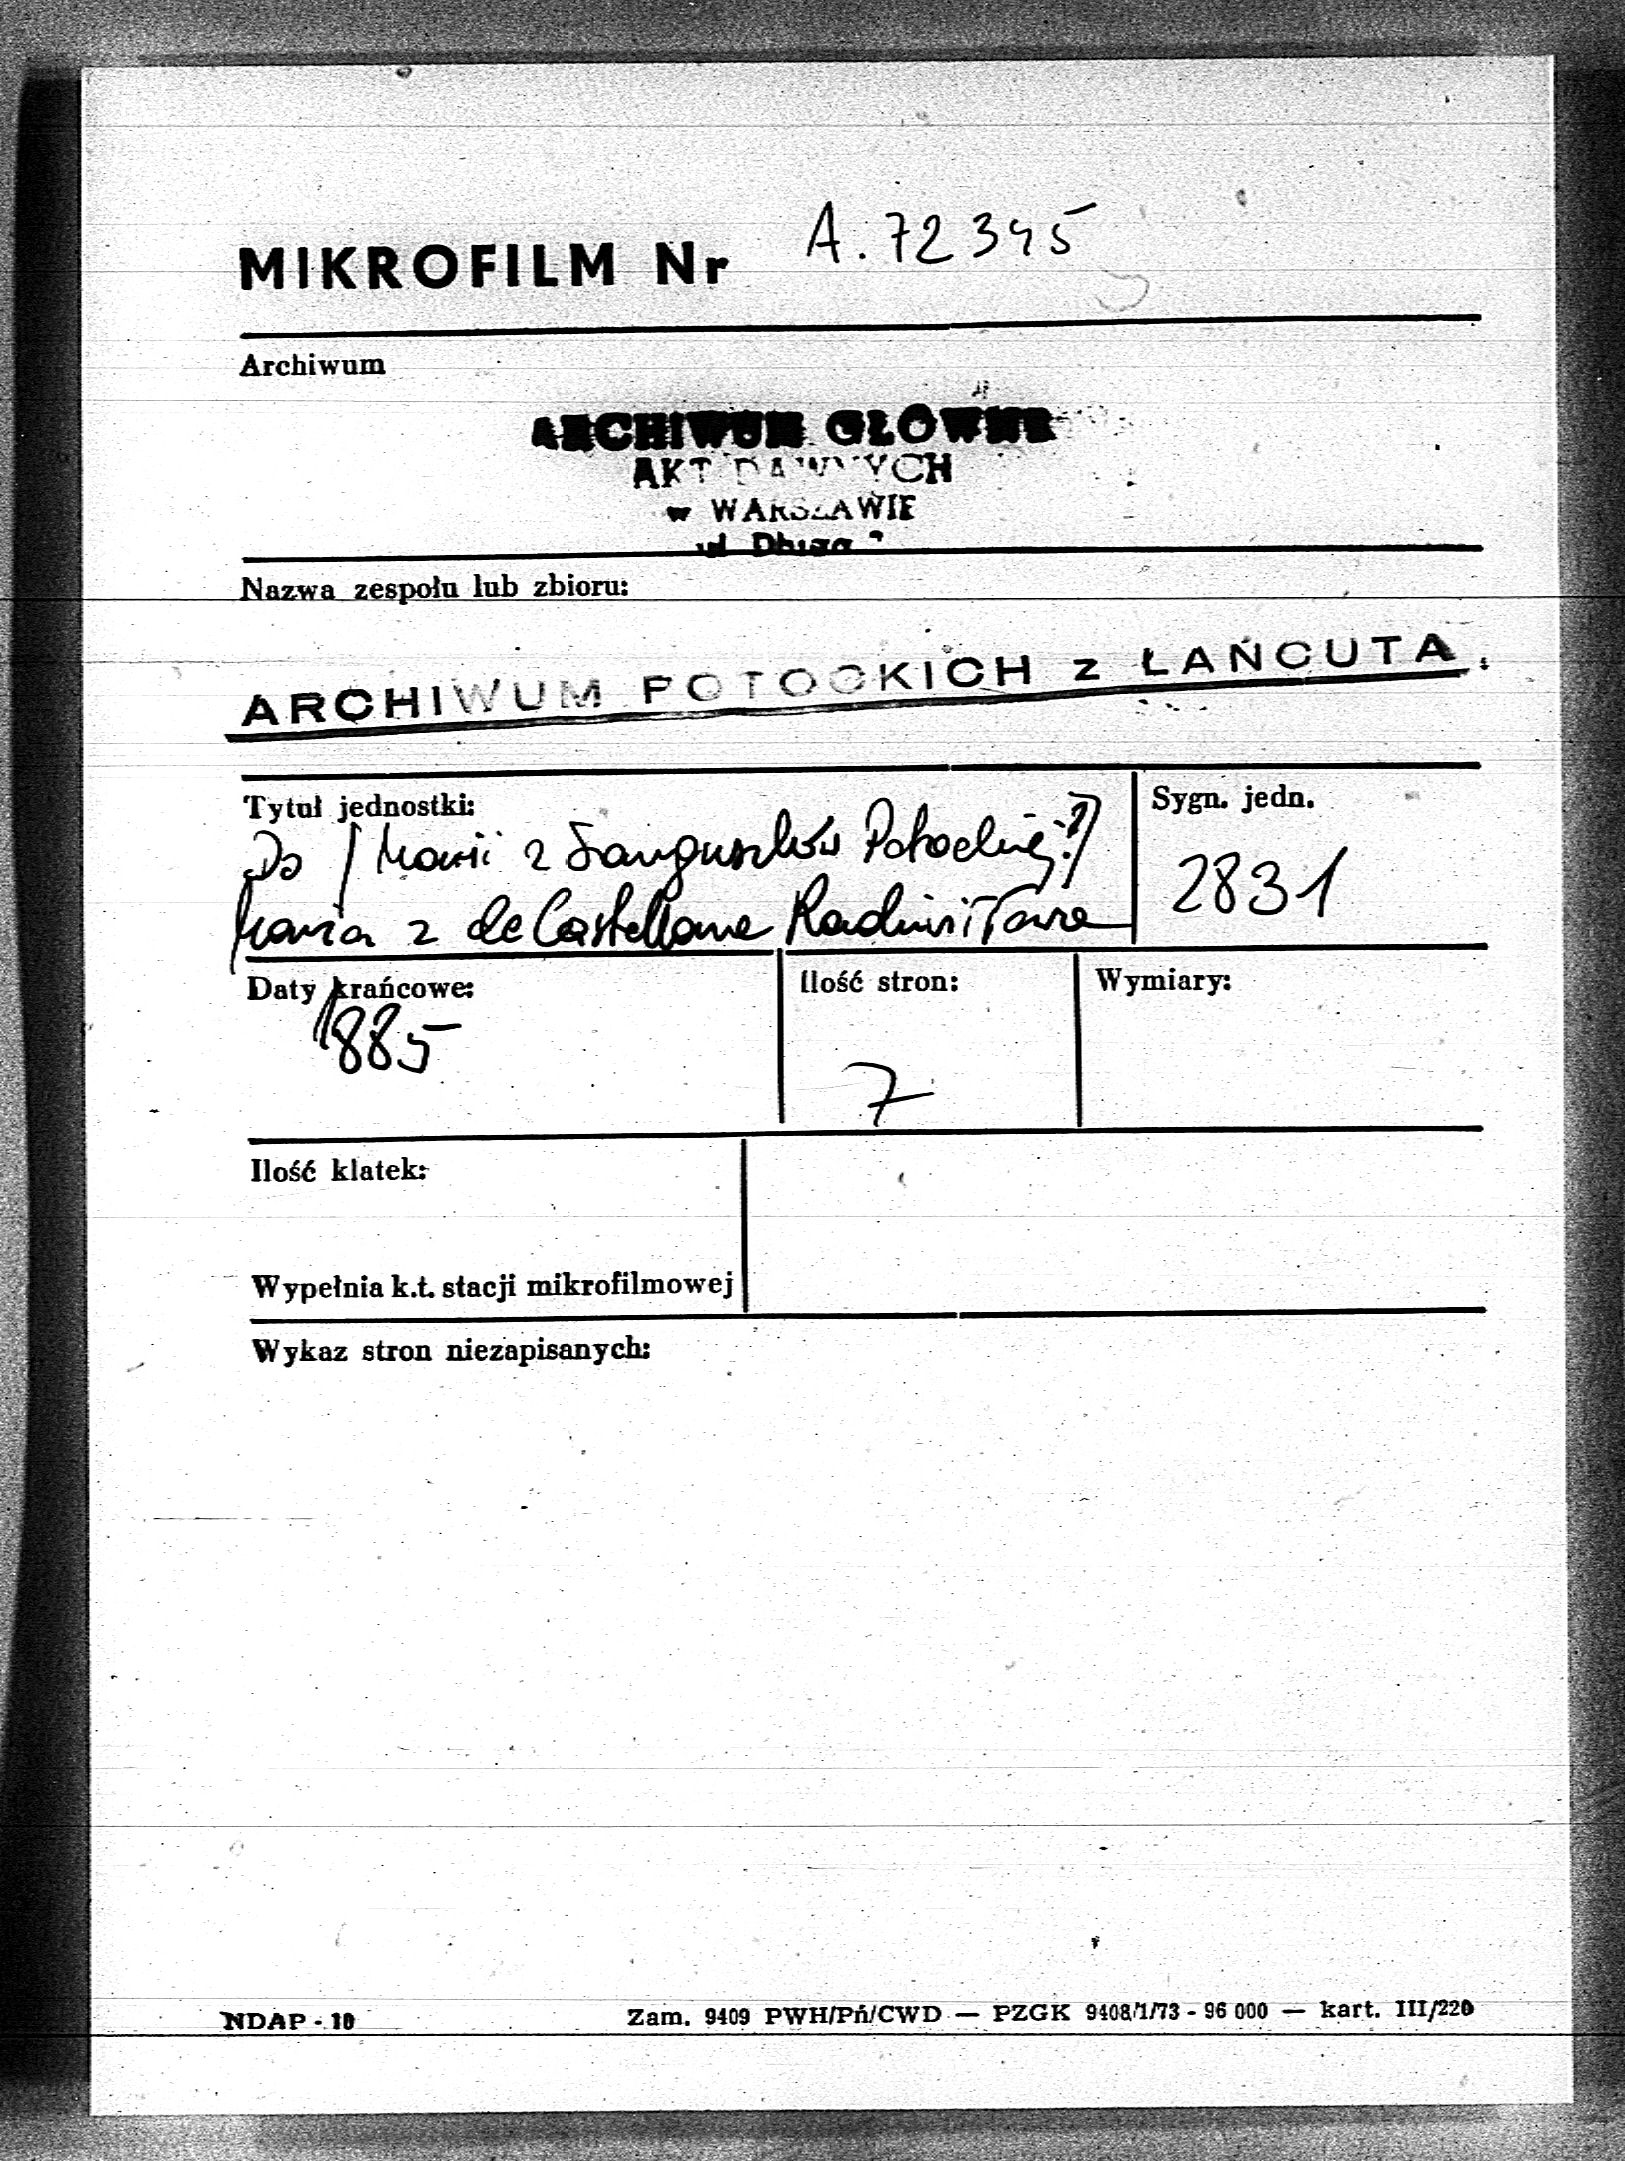 MIKROFILM Nr A. 72345
Archiwum
ARCHIWUM GŁÓWNE
AKT DAWNYCH
w WARSZAWIE
ul. Długa 7
Nazwa zespołu lub zbioru:
ARCHIWUM POTOCKICH z ŁAŃCUTA.
Tytuł jednostki:
Sygn. jedn.
Do /Marii z Sanguszków Potockiej?/
Maria z de Castellane Radziwiłłowa
2831
Daty krańcowe:
Ilość stron:
Wymiary:
1885
7
Ilość klatek:
Wypełnia k.t. stacji mikrofilmowej
Wykaz stron niezapisanych:
NDAP - 10
Zam. 9409 PWH/Pń/CWD — PZGK 9408/1/73 - 96 000 — kart. III/220